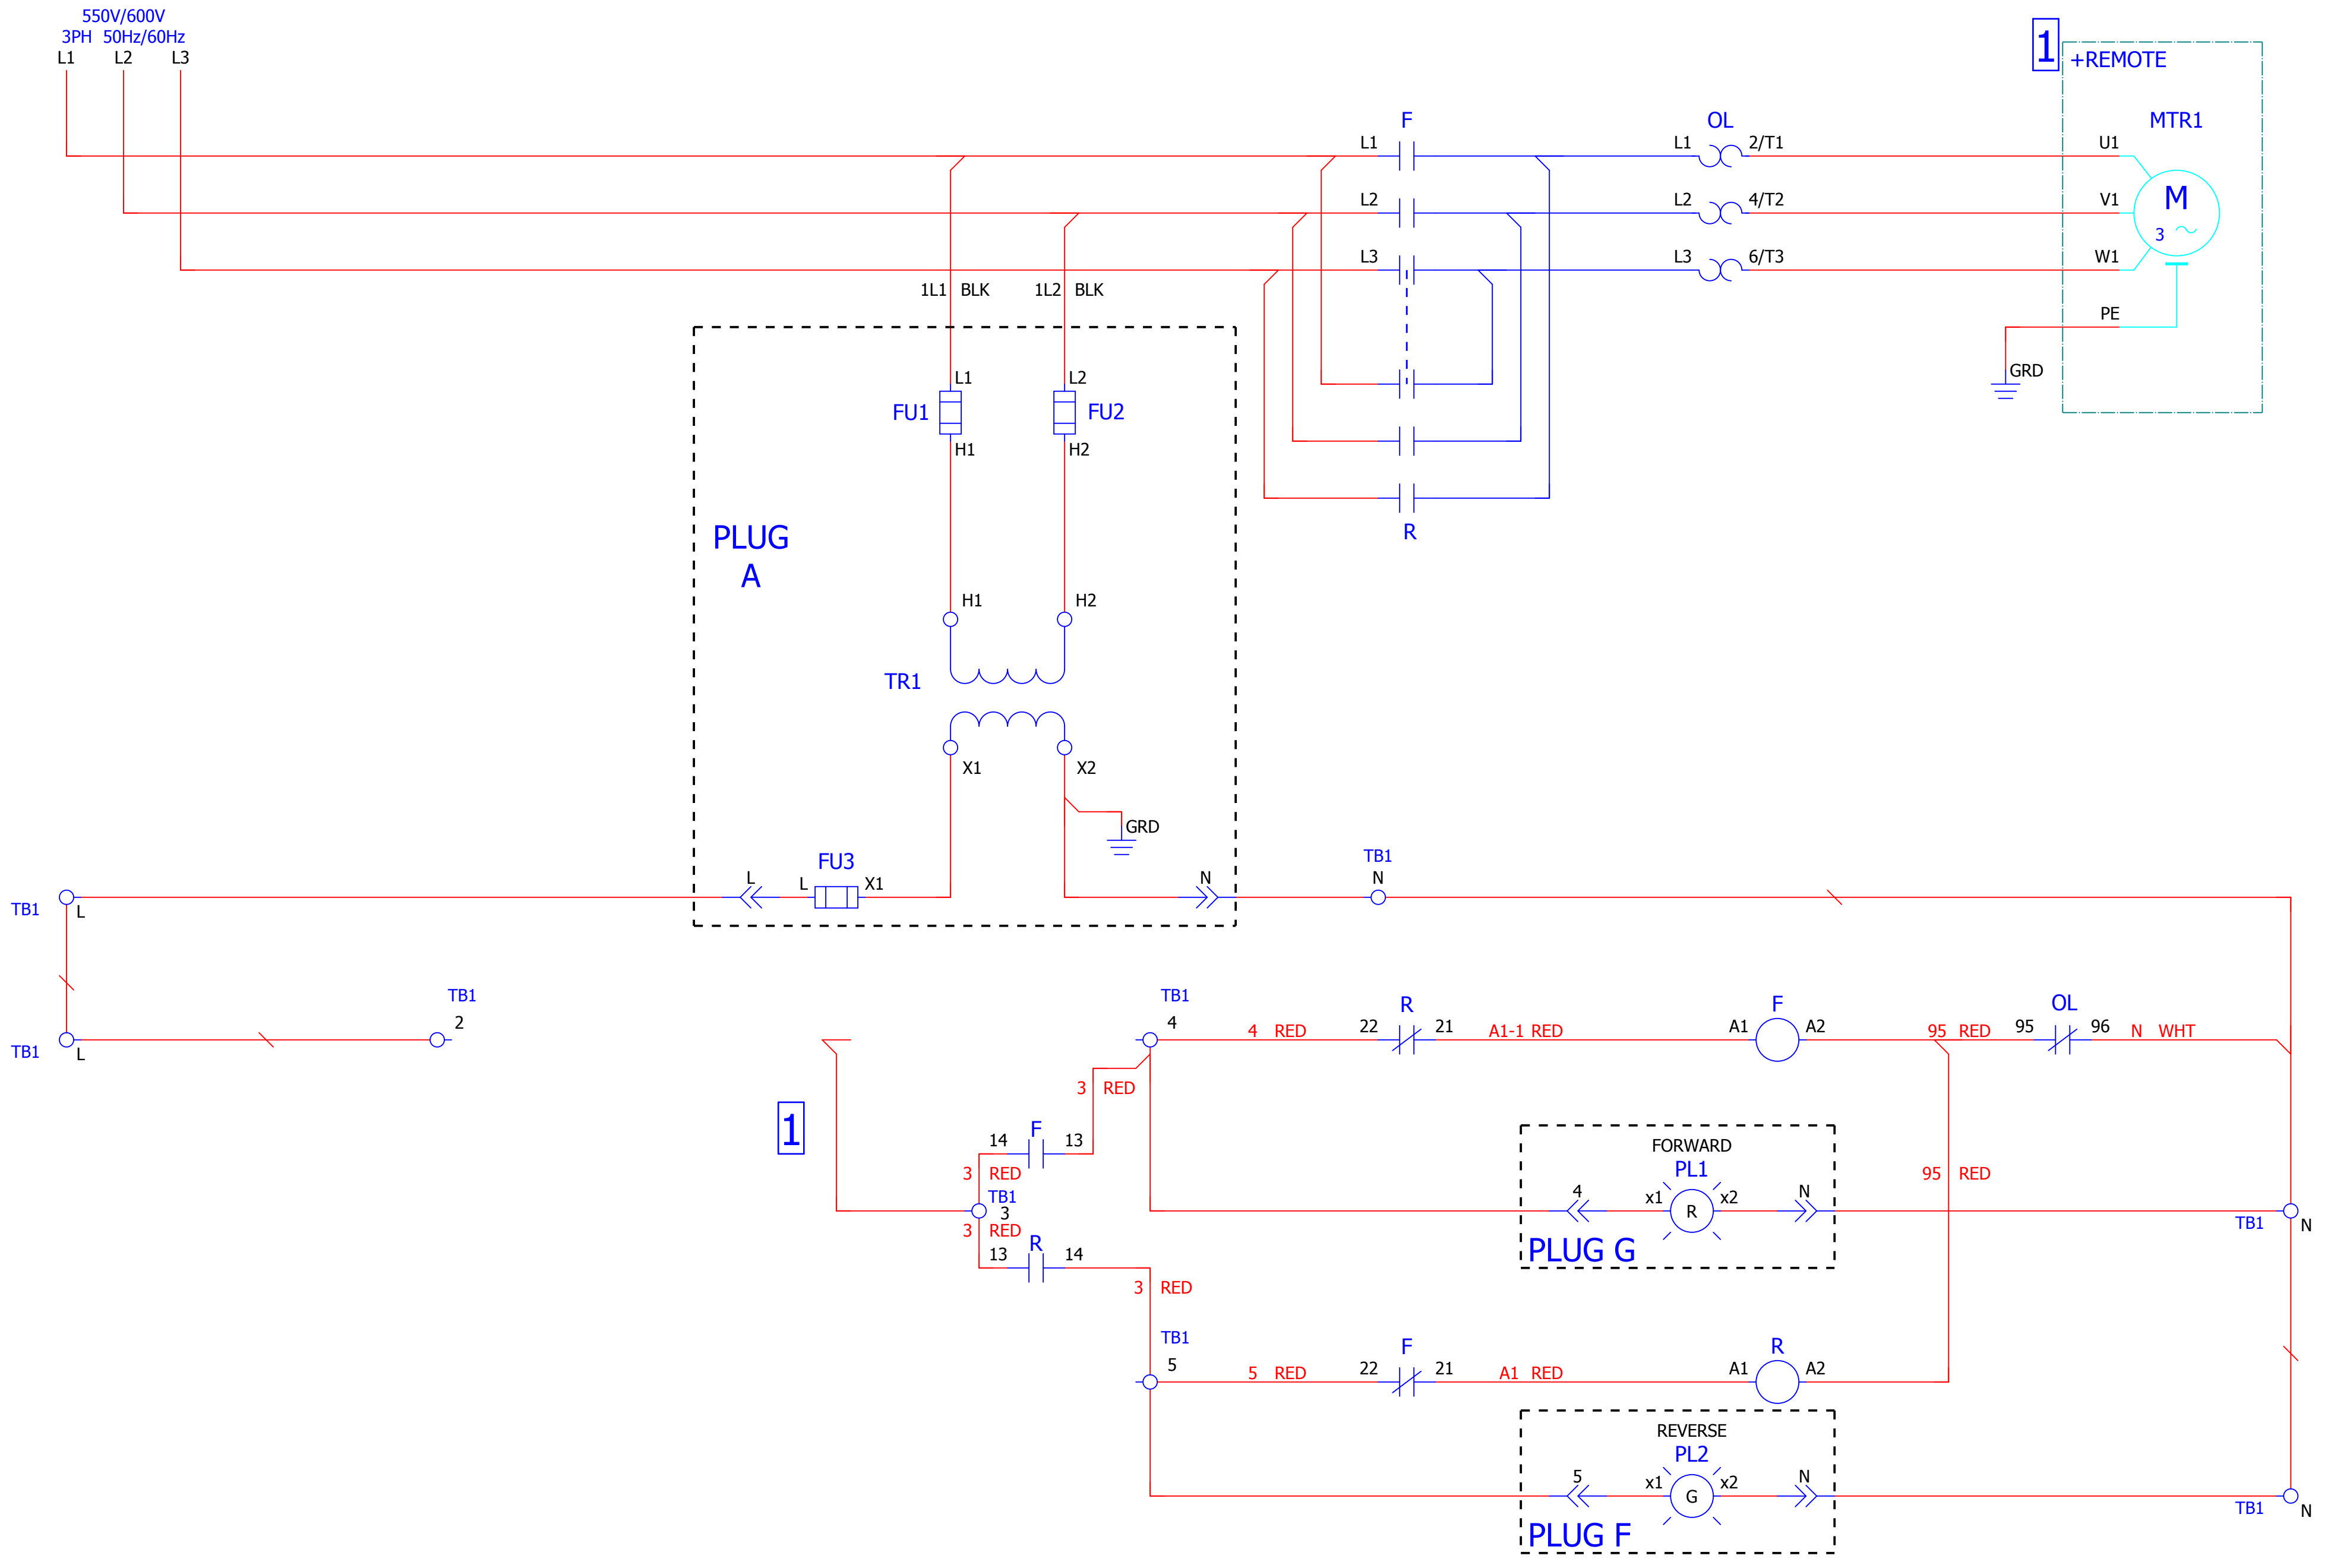 550V/600V
3PH 50Hz/60Hz
L1 L2 L3
1 +REMOTE
F OL MTR1
L1 L1 2/T1 U1
L2 L2 4/T2 V1 M
3
L3 L3 6/T3 W1
1L1 BLK 1L2 BLK
PE
GRD
L1 L2
FU1 FU2
H1 H2
R
PLUG
A
H1 H2
TR1
X1 X2
GRD
FU3
L L X1 N
TB1
N
TB1 L
TB1
2
TB1 L
TB1
4
4 RED
R
22 21
A1-1 RED
F
A1 A2
95 RED
OL
95 96
N WHT
3 RED
1
F
14 13
3 RED
TB1
3
3 RED
R
13 14
3 RED
FORWARD
PL1
4 x1 R x2 N
PLUG G
95 RED
TB1 N
TB1
5
5 RED
F
22 21
A1 RED
R
A1 A2
REVERSE
PL2
5 x1 G x2 N
PLUG F
TB1 N